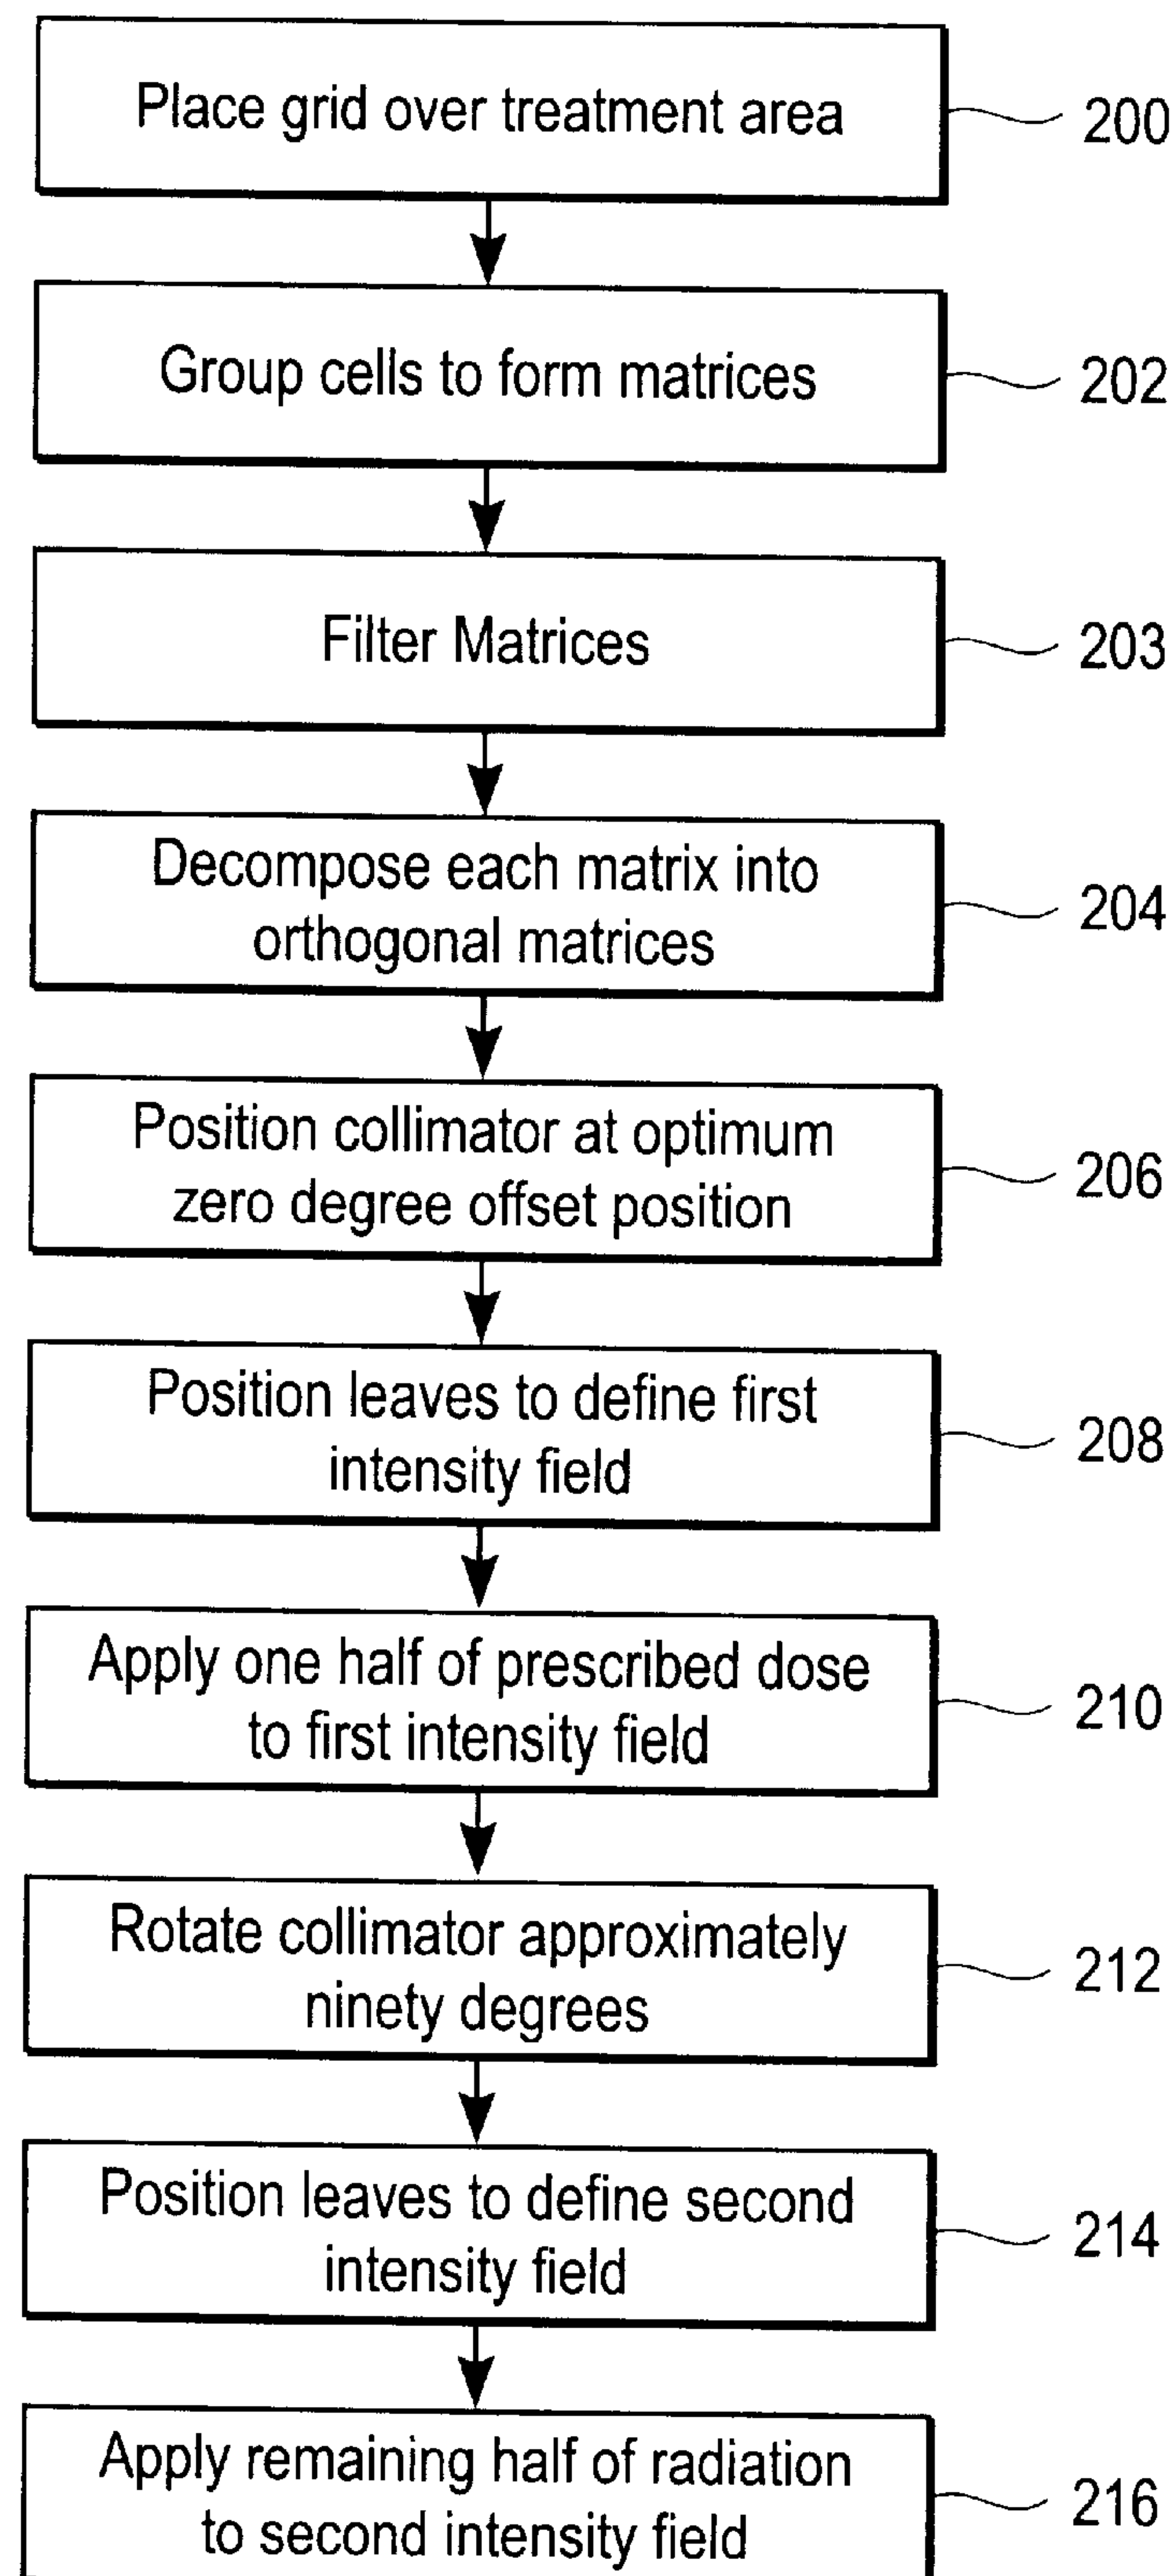 Place grid over treatment area
200
Group cells to form matrices
202
Filter Matrices
203
Decompose each matrix into
orthogonal matrices
204
Position collimator at optimum
zero degree offset position
206
Position leaves to define first
intensity field
208
Apply one half of prescribed dose
to first intensity field
210
Rotate collimator approximately
ninety degrees
212
Position leaves to define second
intensity field
214
Apply remaining half of radiation
to second intensity field
216